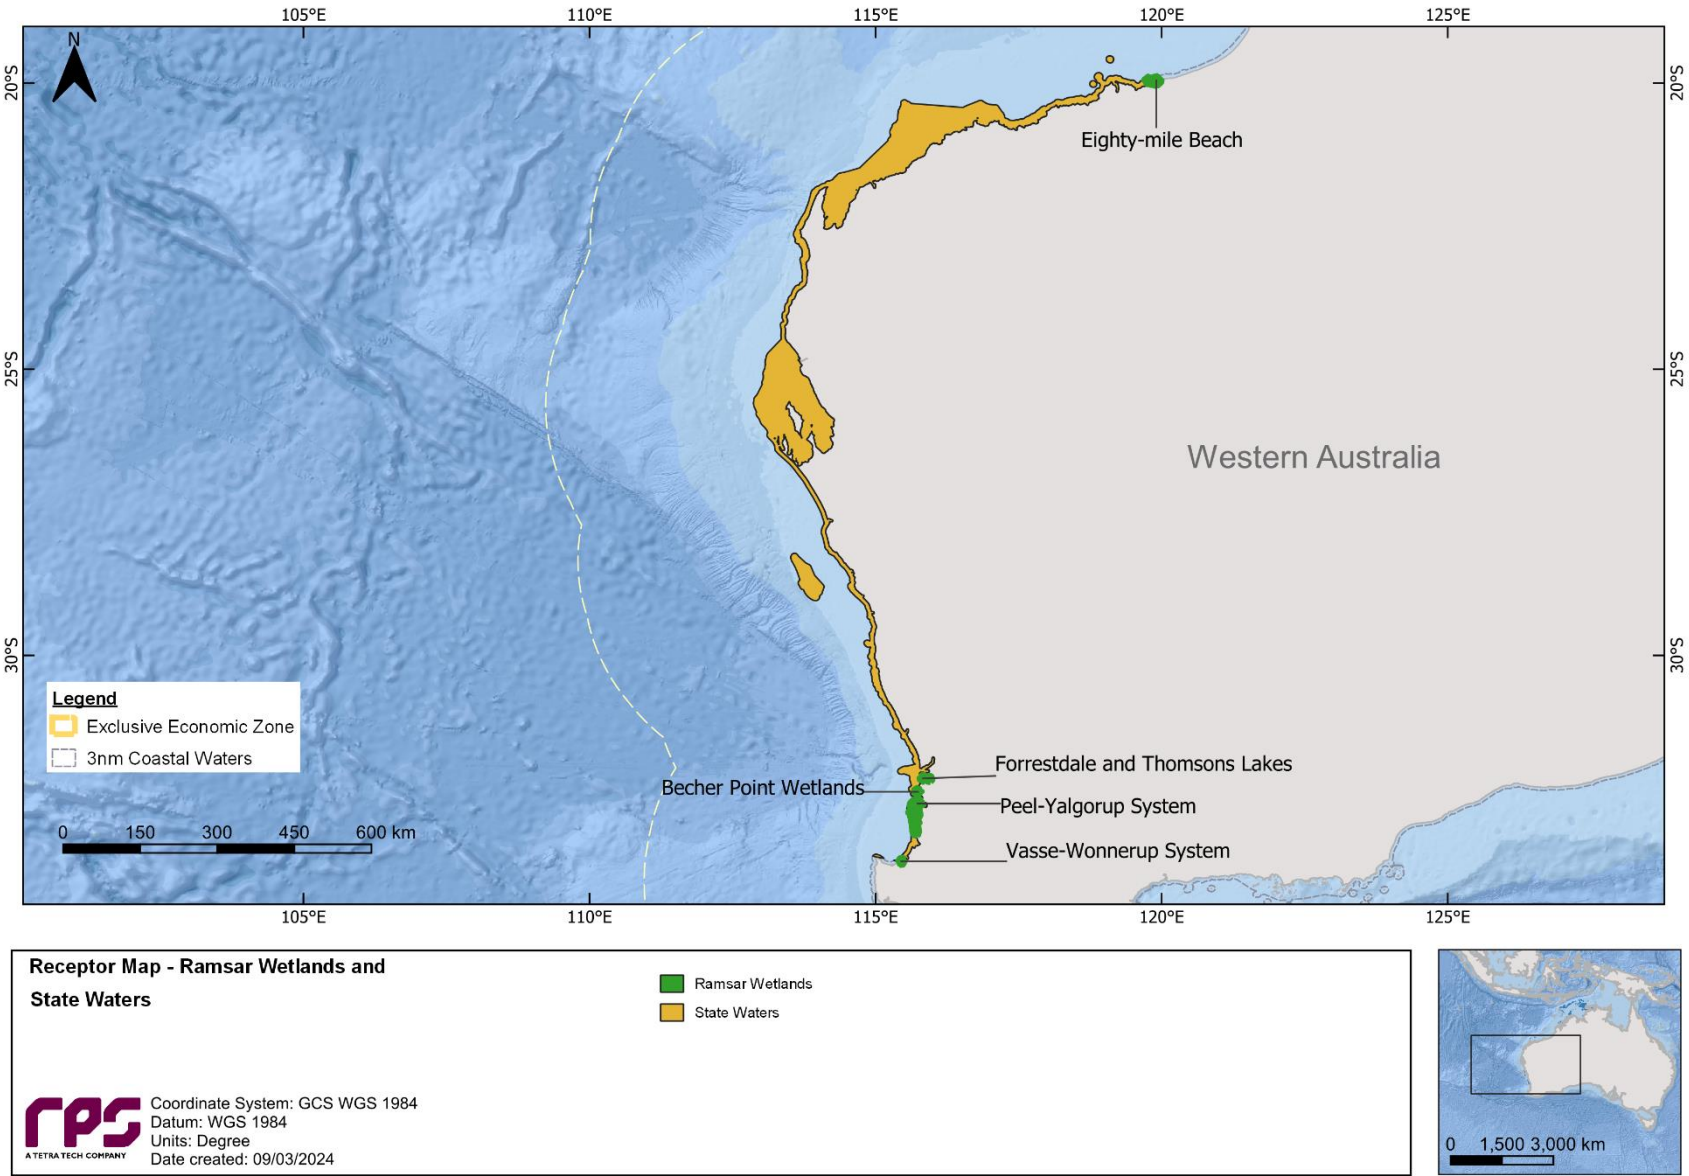 105°E
110°E
115°E
120°E
125°E
N
20°S
20°S
Eighty-mile Beach
25°S
25°S
Western Australia
30°S
30°S
Legend
Exclusive Economic Zone
3nm Coastal Waters
Forrestdale and Thomsons Lakes
Becher Point Wetlands
Peel-Yalgorup System
Vasse-Wonnerup System
0 150 300 450 600 km
105°E
110°E
115°E
120°E
125°E
Receptor Map - Ramsar Wetlands and
State Waters
Ramsar Wetlands
State Waters
rps
A TETRA TECH COMPANY
Coordinate System: GCS WGS 1984
Datum: WGS 1984
Units: Degree
Date created: 09/03/2024
0 1,500 3,000 km